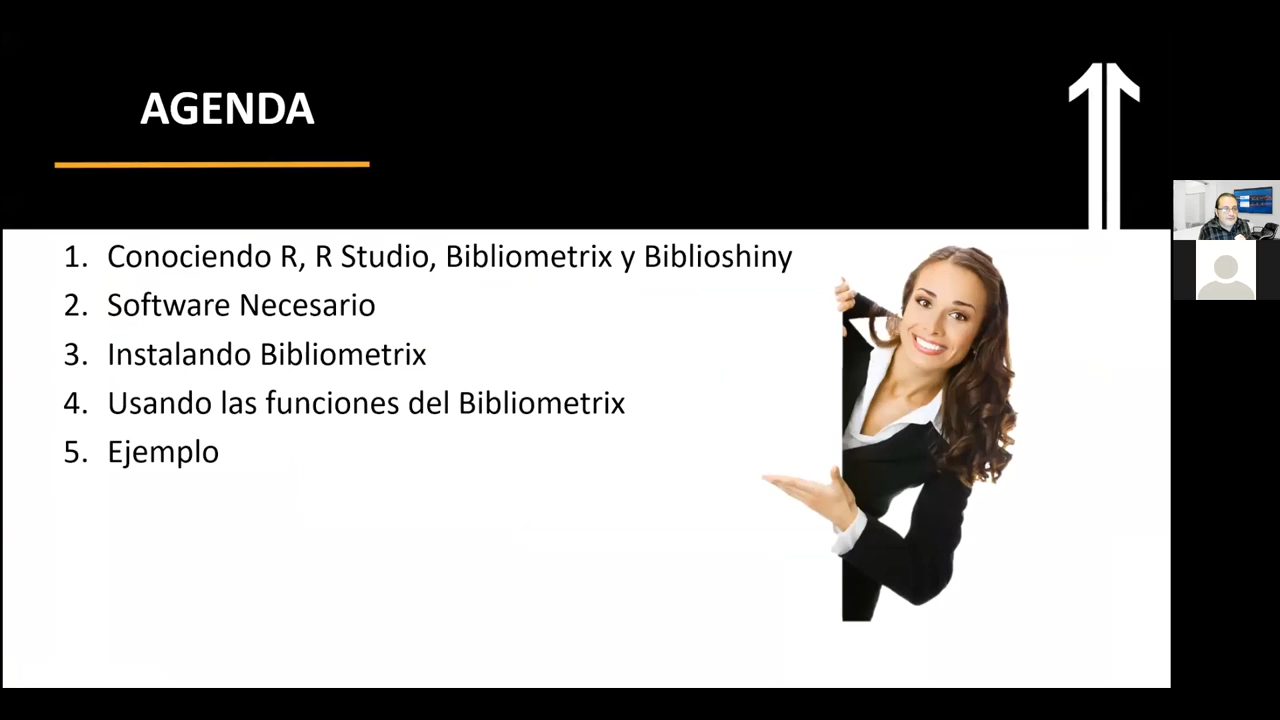 AGENDA
1. Conociendo R, R Studio, Bibliometrix y Biblioshiny
2. Software Necesario
3. Instalando Bibliometrix
4. Usando las funciones del Bibliometrix
5. Ejemplo